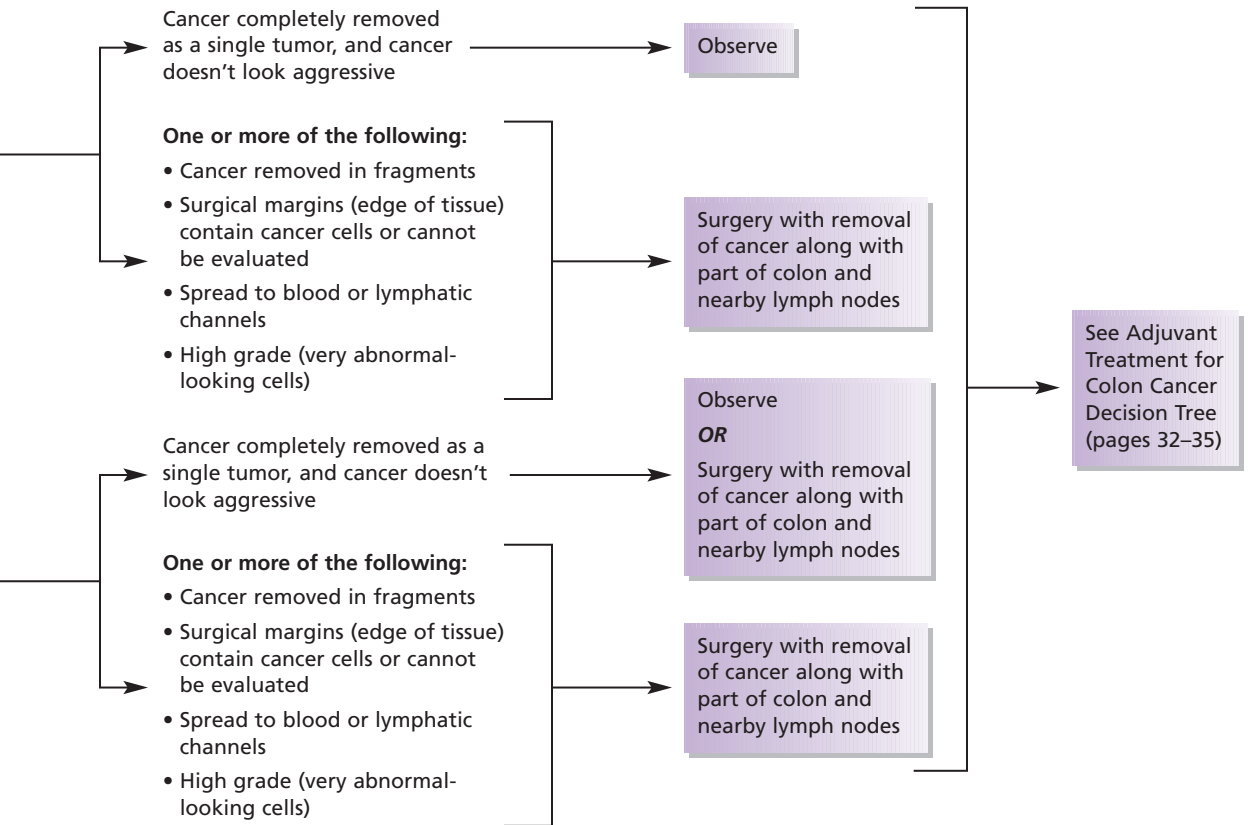 Cancer completely removed
as a single tumor, and cancer
doesn't look aggressive
Observe
One or more of the following:
• Cancer removed in fragments
• Surgical margins (edge of tissue)
contain cancer cells or cannot
be evaluated
• Spread to blood or lymphatic
channels
• High grade (very abnormal-
looking cells)
Surgery with removal
of cancer along with
part of colon and
nearby lymph nodes
Cancer completely removed as a
single tumor, and cancer doesn't
look aggressive
Observe
OR
Surgery with removal
of cancer along with
part of colon and
nearby lymph nodes
One or more of the following:
• Cancer removed in fragments
• Surgical margins (edge of tissue)
contain cancer cells or cannot
be evaluated
• Spread to blood or lymphatic
channels
• High grade (very abnormal-
looking cells)
Surgery with removal
of cancer along with
part of colon and
nearby lymph nodes
See Adjuvant
Treatment for
Colon Cancer
Decision Tree
(pages 32–35)